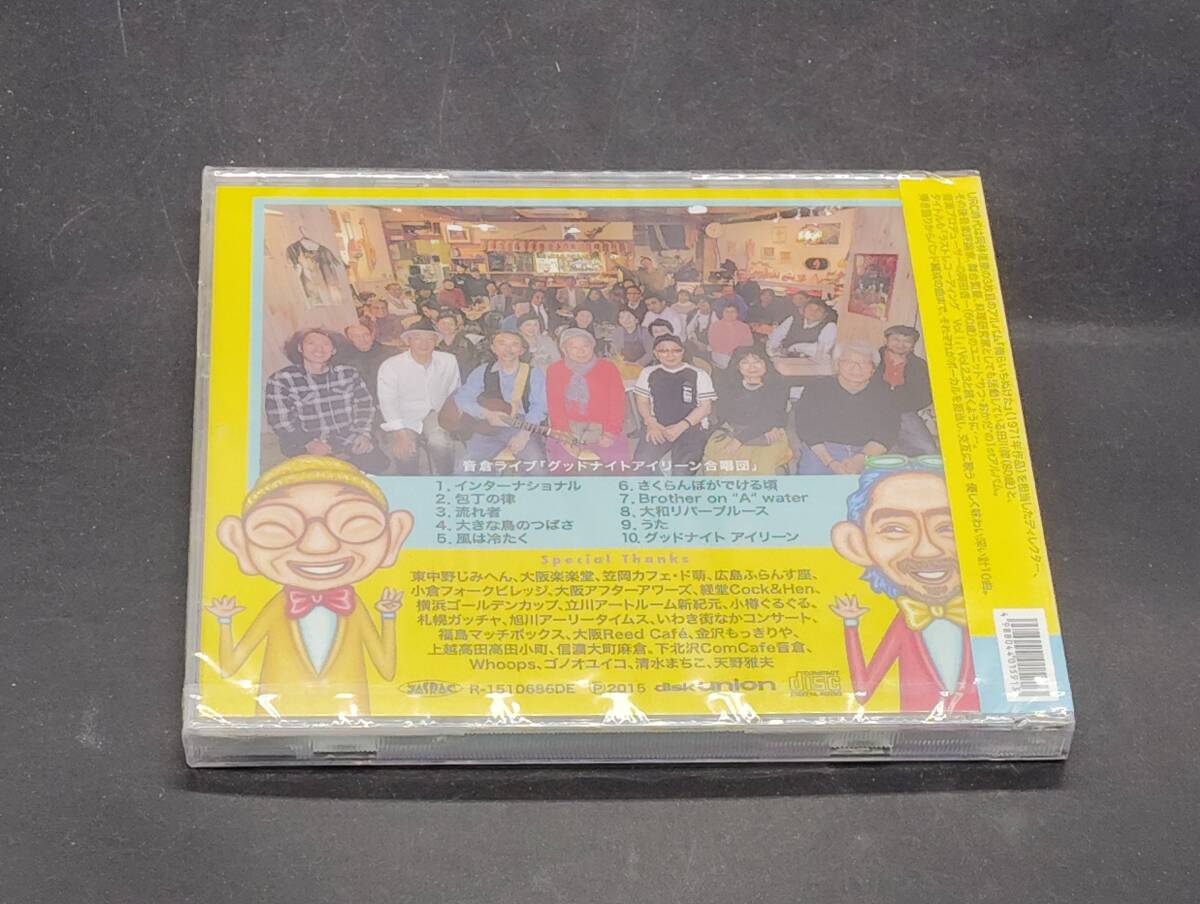 音倉ライブ「グッドナイトアイリーン合唱団」
1. インターナショナル
2. 包丁の律
3. 流れ者
4. 大きな鳥のつばさ
5. 風は冷たく
6. さくらんぼがでける頃
7. Brother on "A" water
8. 大和リバーブルース
9. うた
10. グッドナイト アイリーン
Special Thanks
東中野じみへん、大阪楽楽堂、笠岡カフェ・ド萌、広島ふらんす座、
小倉フォークビレッジ、大阪アフターアワーズ、経堂Cock&Hen、
横浜ゴールデンカップ、立川アートルーム新紀元、小樽ぐるぐる、
札幌ガッチャ、旭川アーリータイムス、いわき街なかコンサート、
福島マッチボックス、大阪Reed Café、金沢もっきりや、
上越高田高田小町、信濃大町麻倉、下北沢ComCafe音倉、
Whoops、ゴノオユイコ、清水まちこ、天野雅夫
JASRAC R-1510686DE Ⓟ2015 diskunion COMPACT disc DIGITAL AUDIO
4988044015913